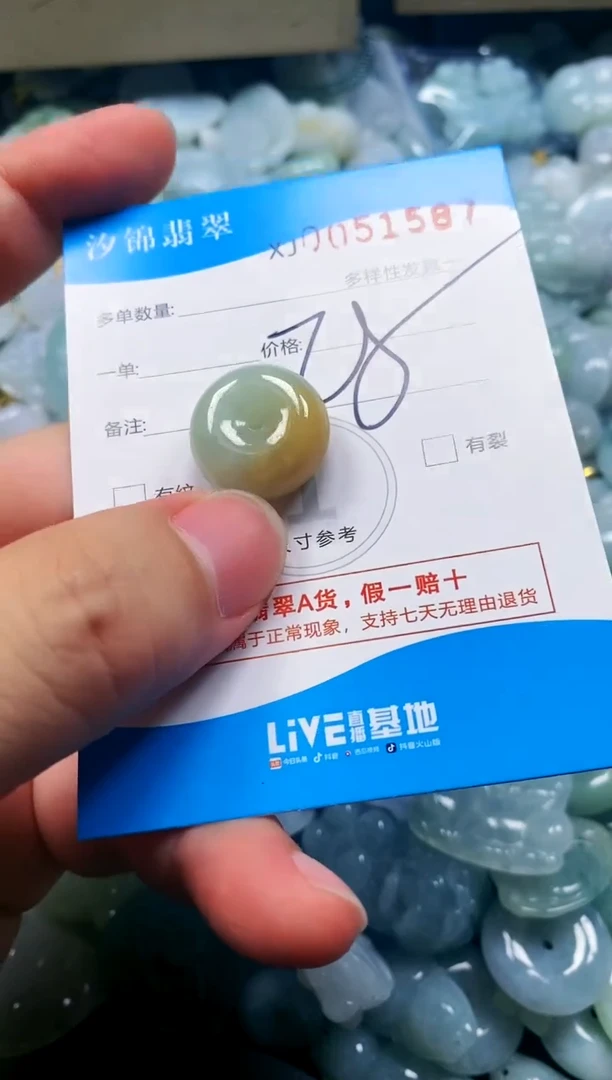 汐锦翡翠
XJ0051587
多样性发票
多单数量:
一单:
价格:
备注:
有纹
有裂
寸参考
翡翠A货，假一赔十
属于正常现象，支持七天无理由退货
LiVE直播基地
今日头条 抖音 西瓜视频 抖音火山版